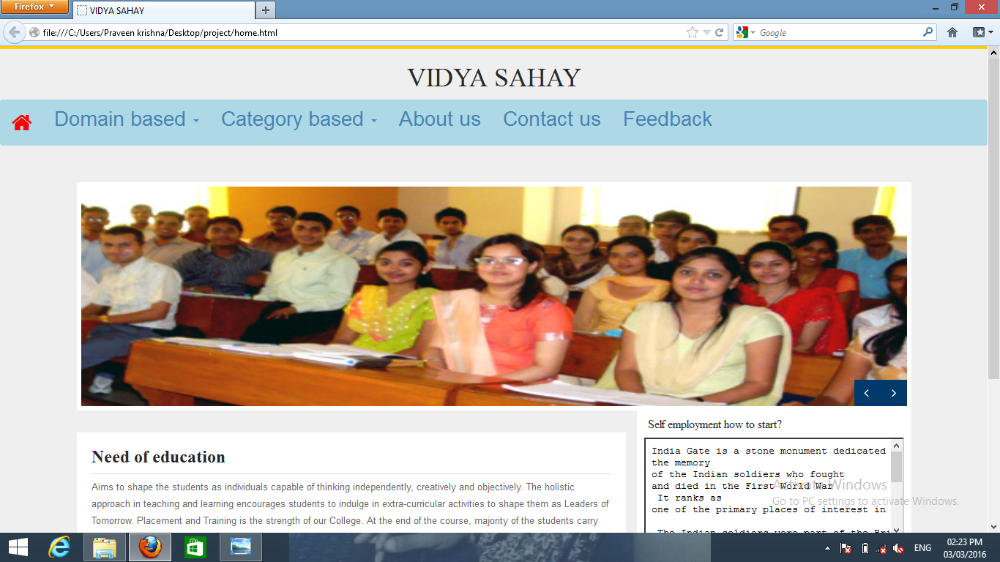 Firefox
VIDYA SAHAY
file:///C:/Users/Praveen krishna/Desktop/project/home.html
Google
VIDYA SAHAY
Domain based Category based About us Contact us Feedback
Self employment how to start?
Need of education
Aims to shape the students as individuals capable of thinking independently, creatively and objectively. The holistic
approach in teaching and learning encourages students to indulge in extra-curricular activities to shape them as Leaders of
Tomorrow. Placement and Training is the strength of our College. At the end of the course, majority of the students carry
India Gate is a stone monument dedicated
the memory
of the Indian soldiers who fought
and died in the First World War
It ranks as
one of the primary places of interest in
The Indian soldiers were part of the Bri
Activate Windows
Go to PC settings to activate Windows.
ENG
02:23 PM
03/03/2016